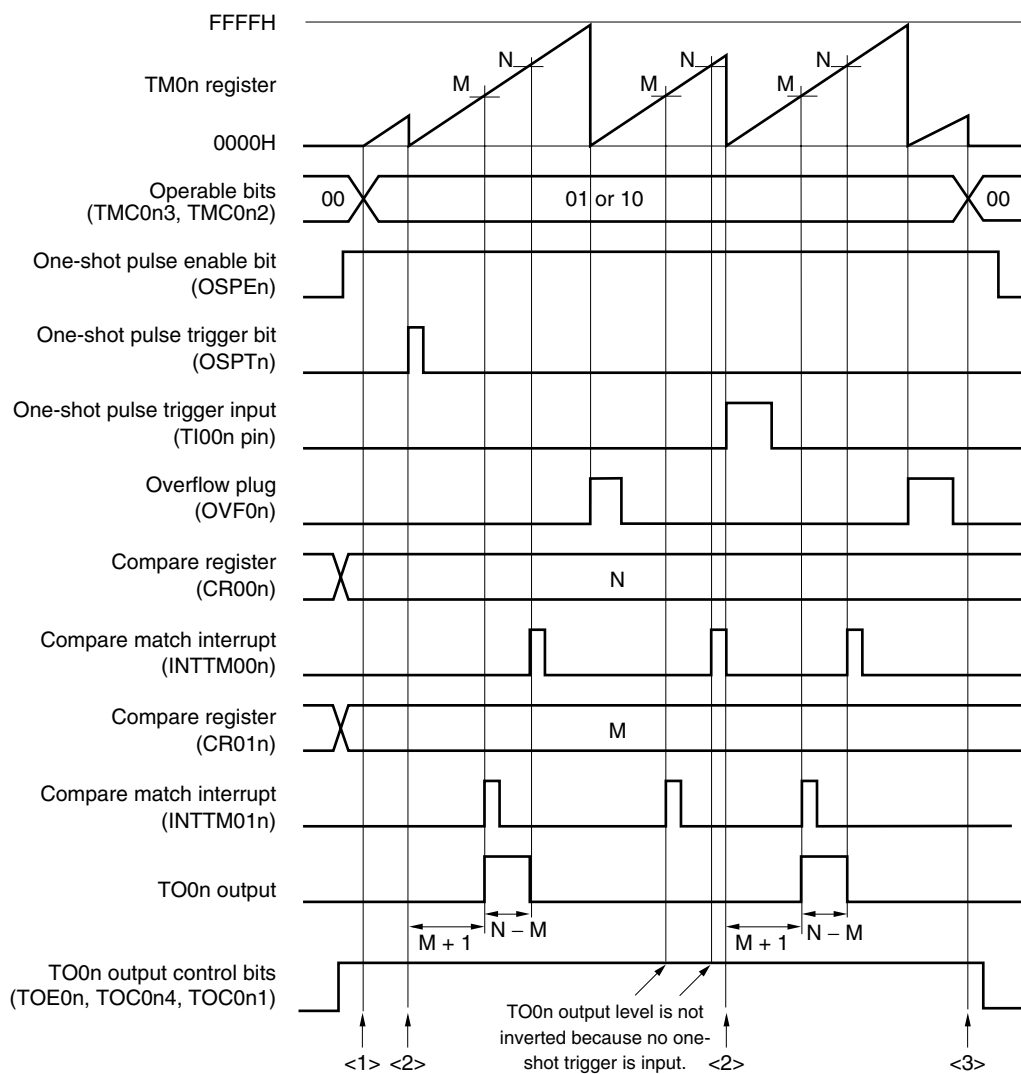 FFFFH
N
N
N
TM0n register
M
M
M
0000H
Operable bits
(TMC0n3, TMC0n2)
00
01 or 10
00
One-shot pulse enable bit
(OSPEn)
One-shot pulse trigger bit
(OSPTn)
One-shot pulse trigger input
(TI00n pin)
Overflow plug
(OVF0n)
Compare register
(CR00n)
N
Compare match interrupt
(INTTM00n)
Compare register
(CR01n)
M
Compare match interrupt
(INTTM01n)
TO0n output
M + 1
N − M
M + 1
N − M
TO0n output control bits
(TOE0n, TOC0n4, TOC0n1)
TO0n output level is not
inverted because no one-
shot trigger is input.
<1> <2> <2> <3>